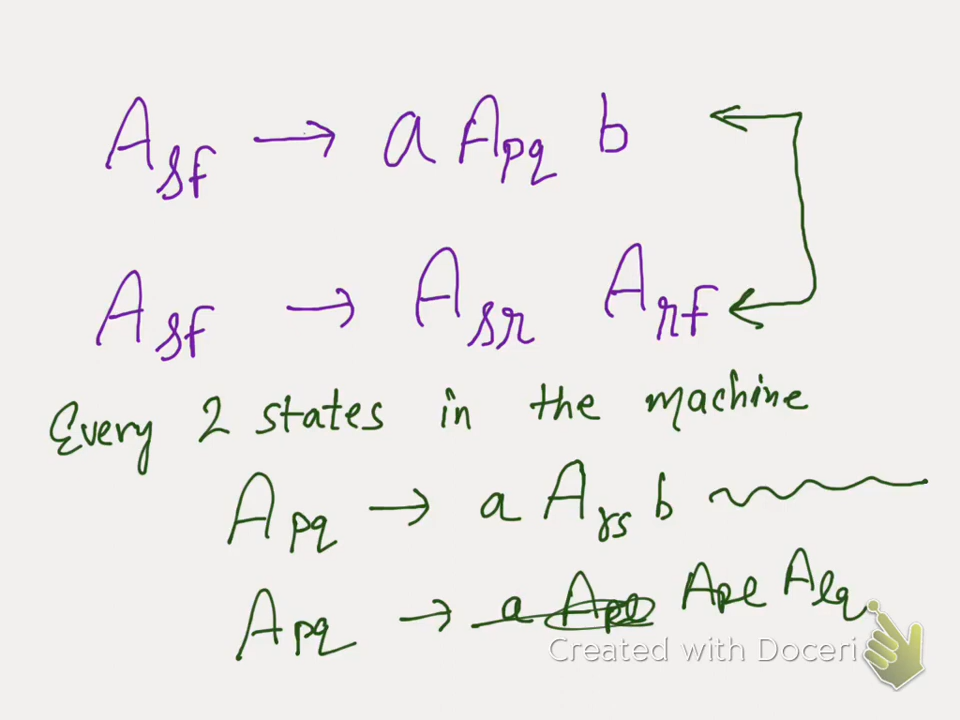 A_sf → a A_pq b
A_sf → A_sr A_rf
Every 2 states in the machine
A_pq → a A_rs b
A_pq → a A_pl A_pl A_lq
Created with Doceri